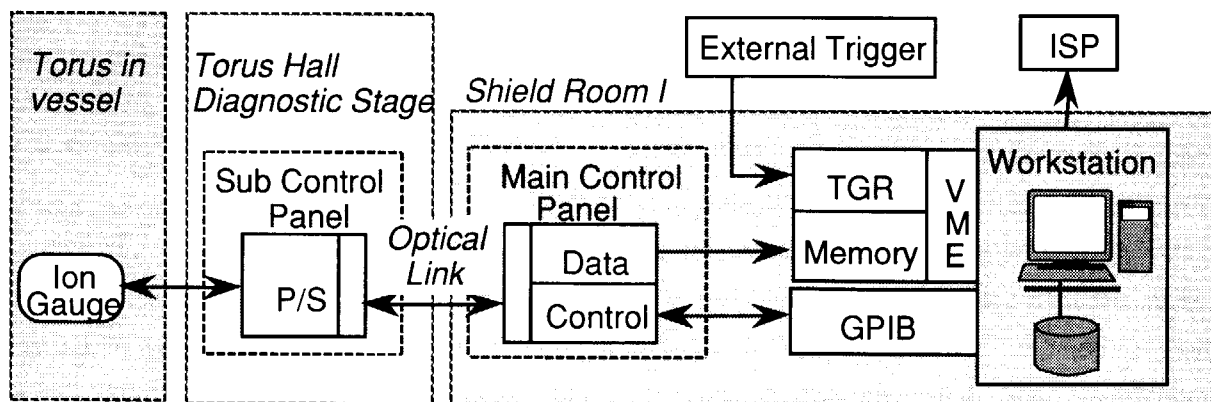 Torus in
vessel
Torus Hall
Diagnostic Stage
Shield Room I
External Trigger
ISP
Sub Control
Panel
Main Control
Panel
Optical
Link
Ion
Gauge
P/S
Data
Control
TGR
Memory
VME
GPIB
Workstation